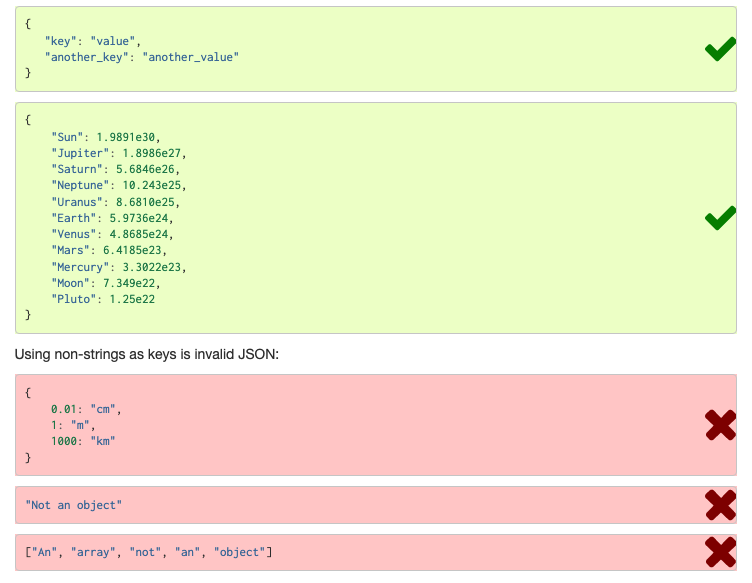 {
   "key": "value",
   "another_key": "another_value"
}
{
    "Sun": 1.9891e30,
    "Jupiter": 1.8986e27,
    "Saturn": 5.6846e26,
    "Neptune": 10.243e25,
    "Uranus": 8.6810e25,
    "Earth": 5.9736e24,
    "Venus": 4.8685e24,
    "Mars": 6.4185e23,
    "Mercury": 3.3022e23,
    "Moon": 7.349e22,
    "Pluto": 1.25e22
}
Using non-strings as keys is invalid JSON:
{
    0.01: "cm",
    1: "m",
    1000: "km"
}
"Not an object"
["An", "array", "not", "an", "object"]